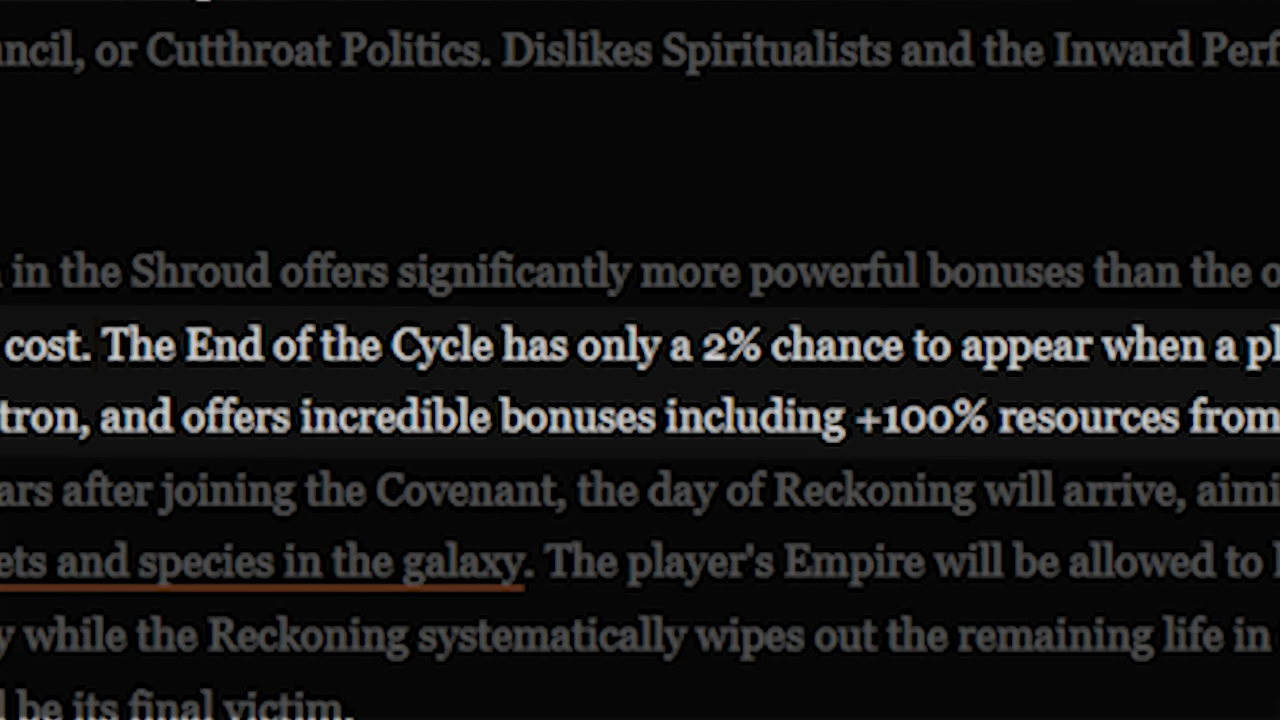 ncil, or Cutthroat Politics. Dislikes Spiritualists and the Inward Perf
in the Shroud offers significantly more powerful bonuses than the o
cost. The End of the Cycle has only a 2% chance to appear when a pl
tron, and offers incredible bonuses including +100% resources from
ars after joining the Covenant, the day of Reckoning will arrive, aimi
ets and species in the galaxy. The player's Empire will be allowed to
y while the Reckoning systematically wipes out the remaining life in
l be its final victim.